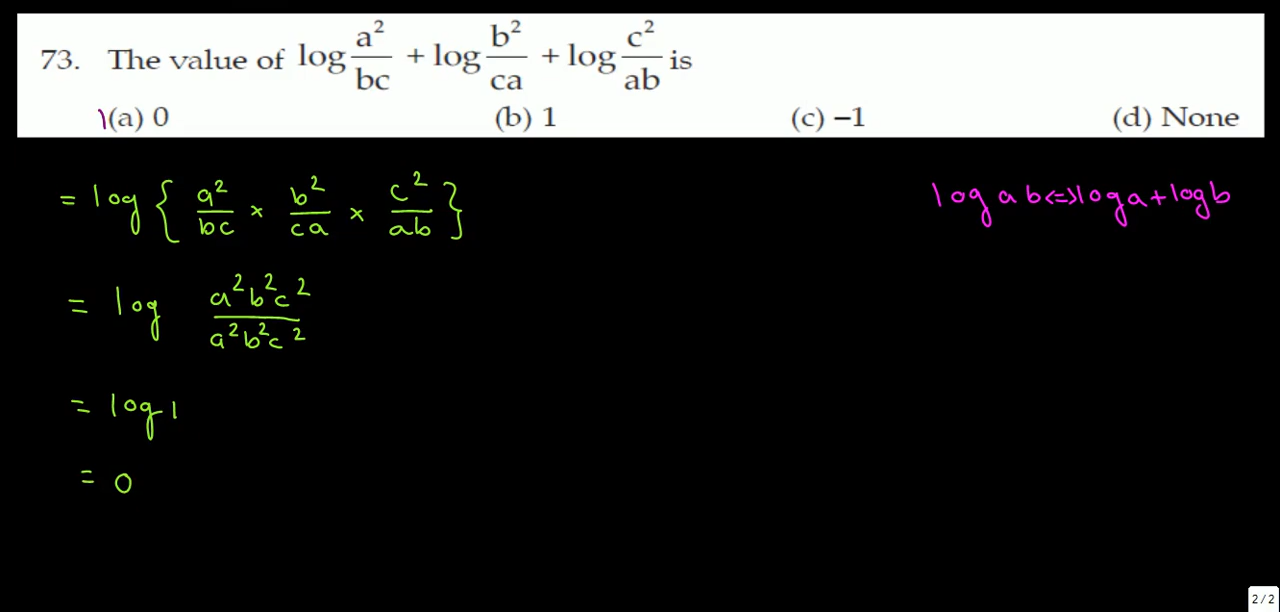 73. The value of log a²/bc + log b²/ca + log c²/ab is
(a) 0 (b) 1 (c) –1 (d) None
= log { a²/bc × b²/ca × c²/ab } log a b <=> log a + log b
= log a²b²c²/a²b²c²
= log 1
= 0
2/2